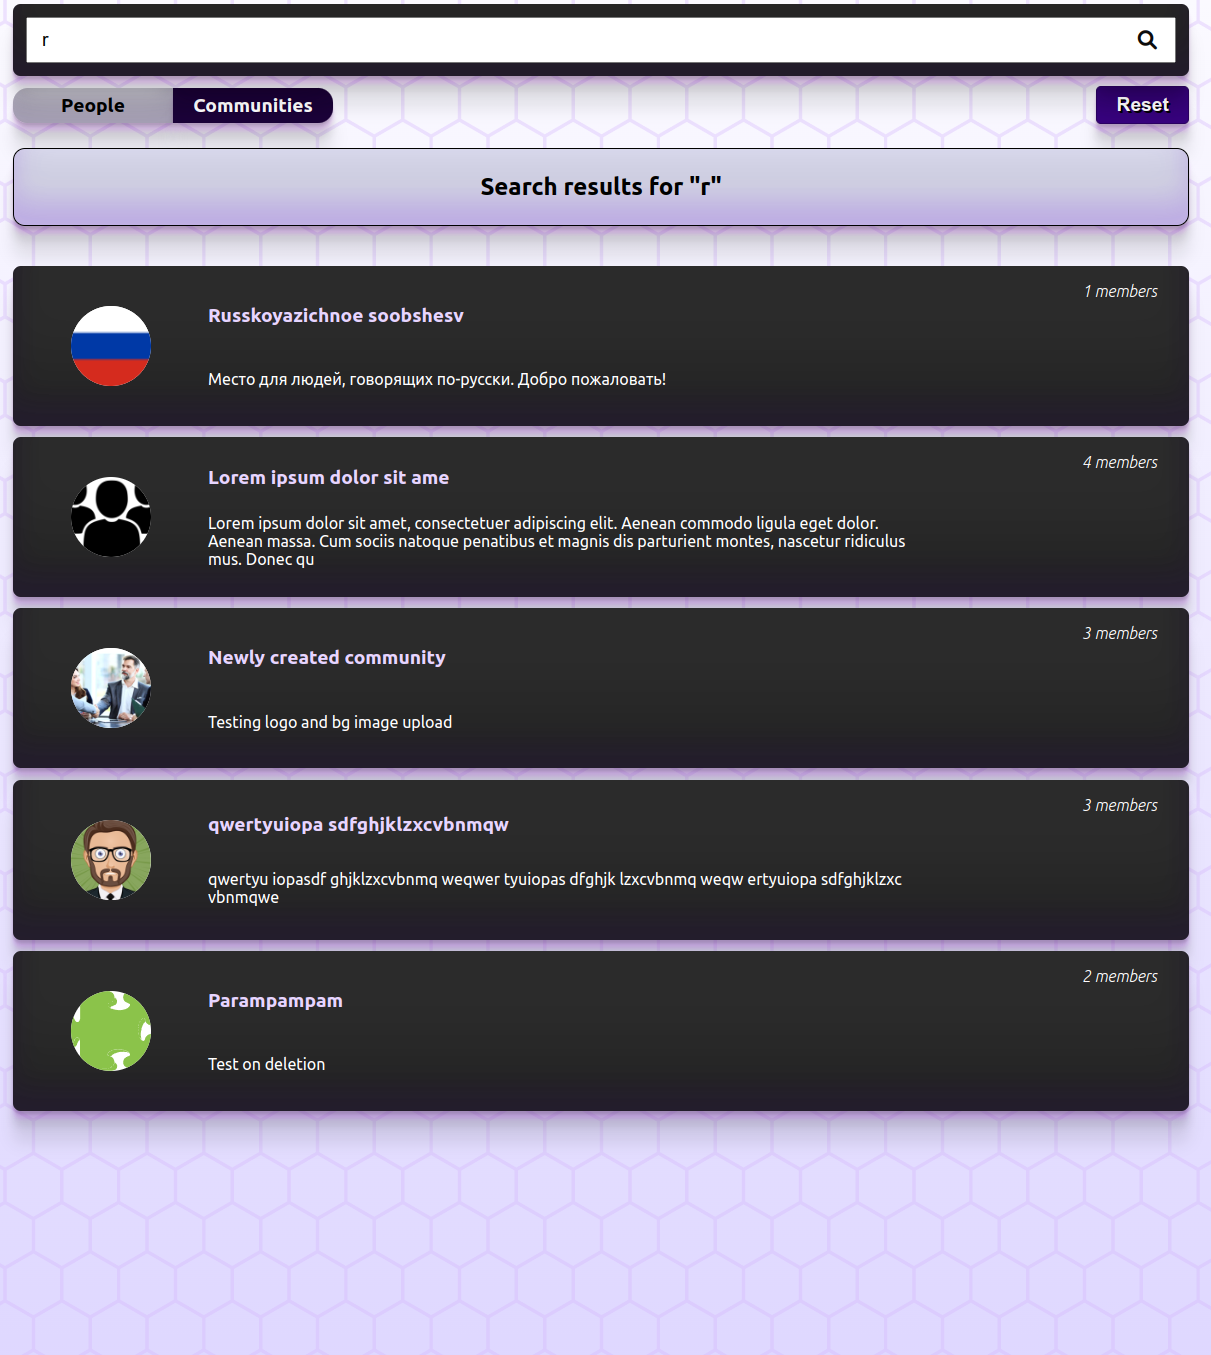 r
People
Communities
Reset
Search results for "r"
1 members
Russkoyazichnoe soobshesv
Место для людей, говорящих по-русски. Добро пожаловать!
4 members
Lorem ipsum dolor sit ame
Lorem ipsum dolor sit amet, consectetuer adipiscing elit. Aenean commodo ligula eget dolor.
Aenean massa. Cum sociis natoque penatibus et magnis dis parturient montes, nascetur ridiculus
mus. Donec qu
3 members
Newly created community
Testing logo and bg image upload
3 members
qwertyuiopa sdfghjklzxcvbnmqw
qwertyu iopasdf ghjklzxcvbnmq weqwer tyuiopas dfghjk lzxcvbnmq weqw ertyuiopa sdfghjklzxc
vbnmqwe
2 members
Parampampam
Test on deletion